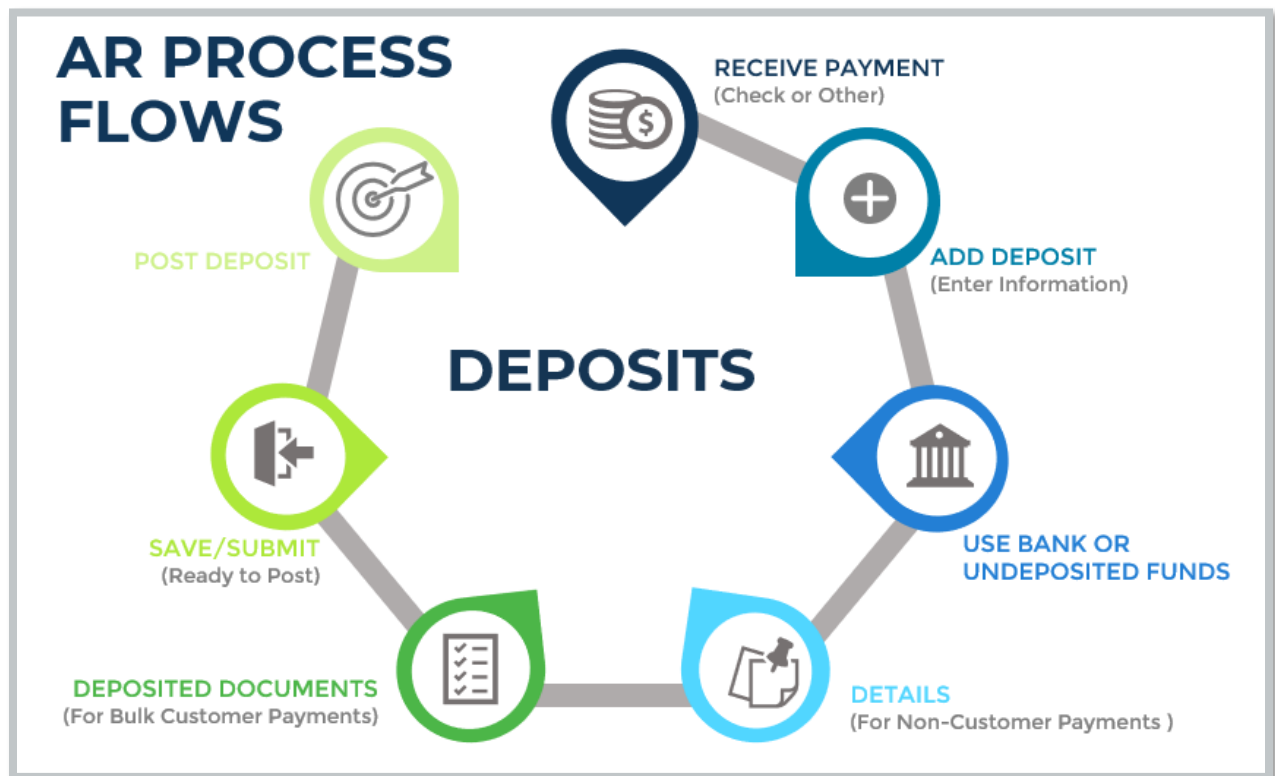 AR PROCESS
FLOWS
RECEIVE PAYMENT
(Check or Other)
ADD DEPOSIT
(Enter Information)
USE BANK OR
UNDEPOSITED FUNDS
DETAILS
(For Non-Customer Payments )
DEPOSITED DOCUMENTS
(For Bulk Customer Payments)
SAVE/SUBMIT
(Ready to Post)
POST DEPOSIT
DEPOSITS
$